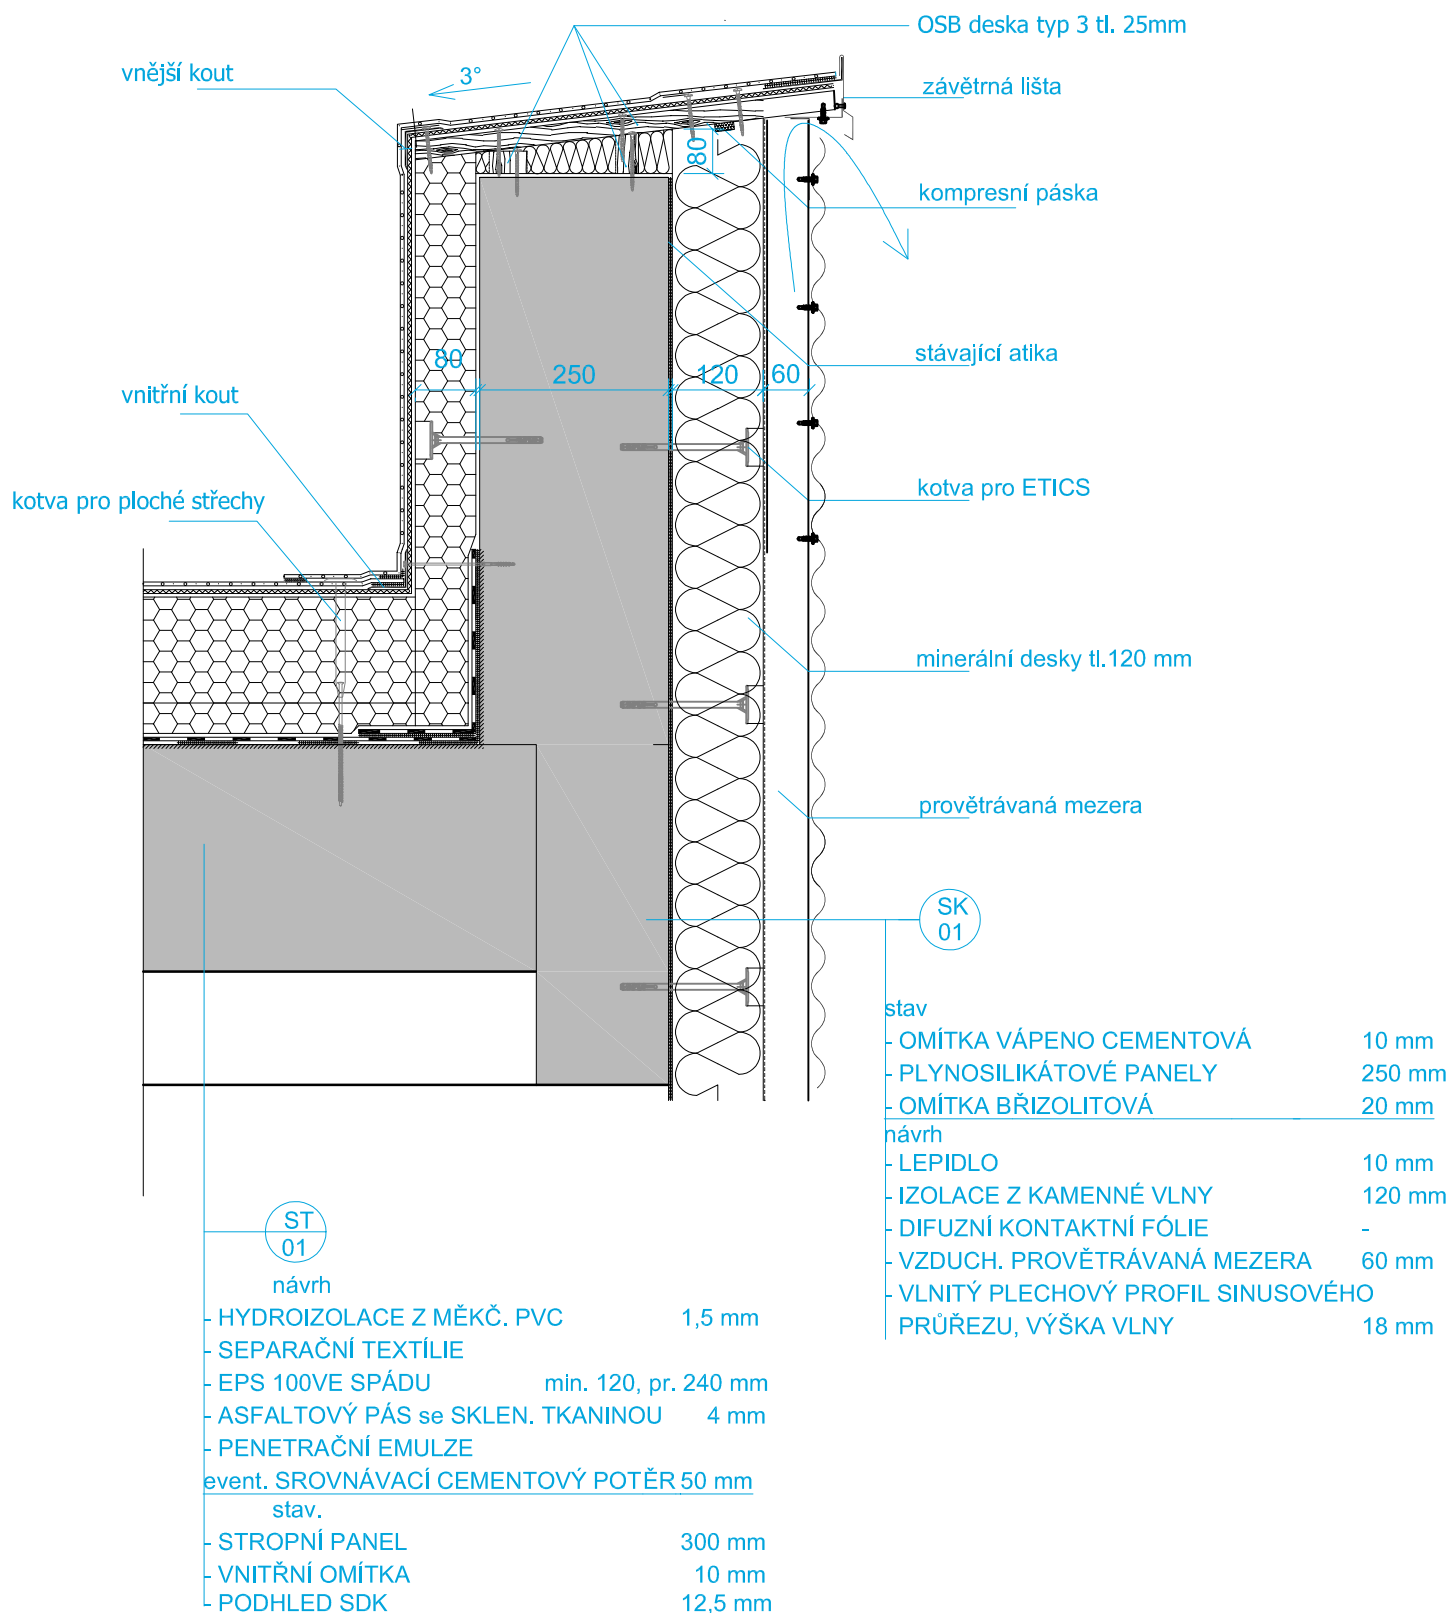 OSB deska typ 3 tl. 25mm
vnější kout
3°
závětrná lišta
80
kompresní páska
stávající atika
80
250
120
60
vnitřní kout
kotva pro ploché střechy
kotva pro ETICS
minerální desky tl.120 mm
provětrávaná mezera
SK
01
stav
- OMÍTKA VÁPENO CEMENTOVÁ 10 mm
- PLYNOSILIKÁTOVÉ PANELY 250 mm
- OMÍTKA BŘIZOLITOVÁ 20 mm
návrh
- LEPIDLO 10 mm
- IZOLACE Z KAMENNÉ VLNY 120 mm
- DIFUZNÍ KONTAKTNÍ FÓLIE -
- VZDUCH. PROVĚTRÁVANÁ MEZERA 60 mm
- VLNITÝ PLECHOVÝ PROFIL SINUSOVÉHO
PRŮŘEZU, VÝŠKA VLNY 18 mm
ST
01
návrh
- HYDROIZOLACE Z MĚKČ. PVC 1,5 mm
- SEPARAČNÍ TEXTÍLIE
- EPS 100VE SPÁDU min. 120, pr. 240 mm
- ASFALTOVÝ PÁS se SKLEN. TKANINOU 4 mm
- PENETRAČNÍ EMULZE
event. SROVNÁVACÍ CEMENTOVÝ POTĚR 50 mm
stav.
- STROPNÍ PANEL 300 mm
- VNITŘNÍ OMÍTKA 10 mm
- PODHLED SDK 12,5 mm